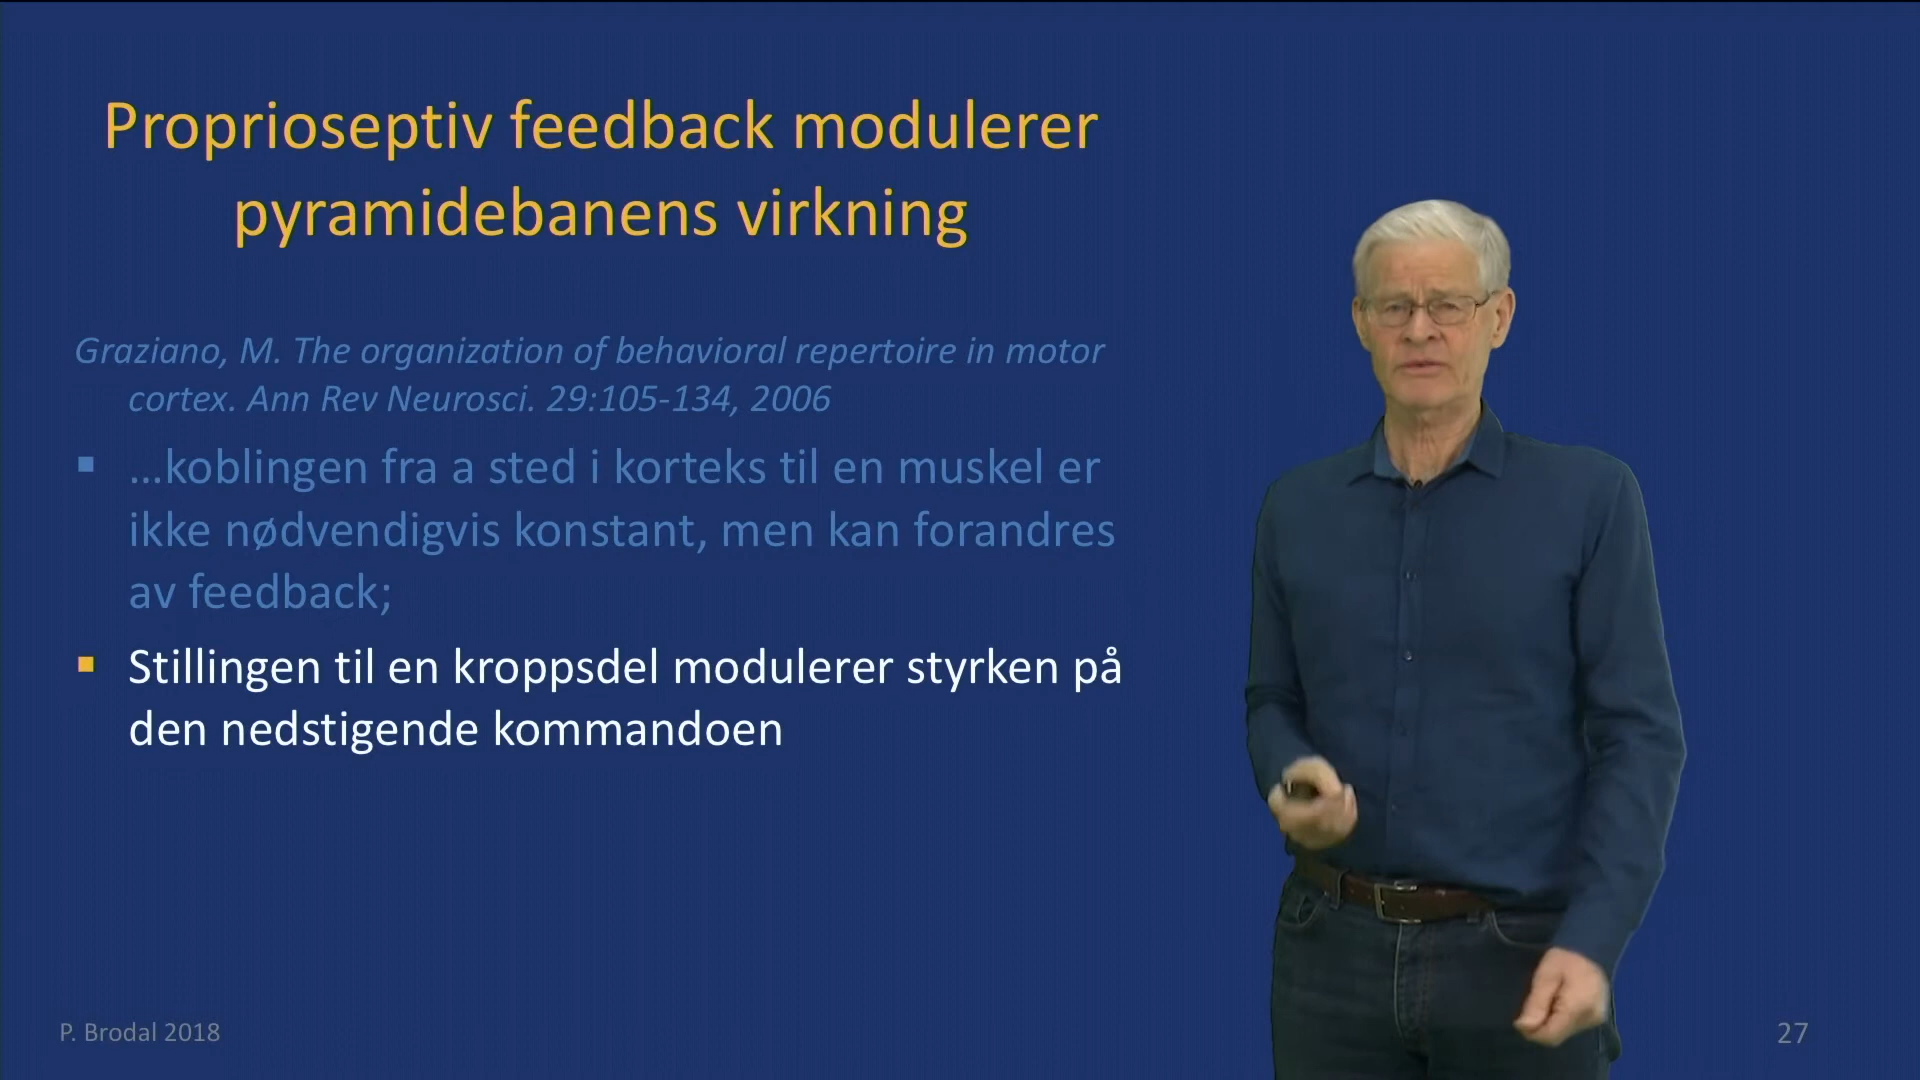 Proprioseptiv feedback modulerer
pyramidebanens virkning
Graziano, M. The organization of behavioral repertoire in motor
cortex. Ann Rev Neurosci. 29:105-134, 2006
▪ …koblingen fra a sted i korteks til en muskel er
ikke nødvendigvis konstant, men kan forandres
av feedback;
▪ Stillingen til en kroppsdel modulerer styrken på
den nedstigende kommandoen
P. Brodal 2018
27